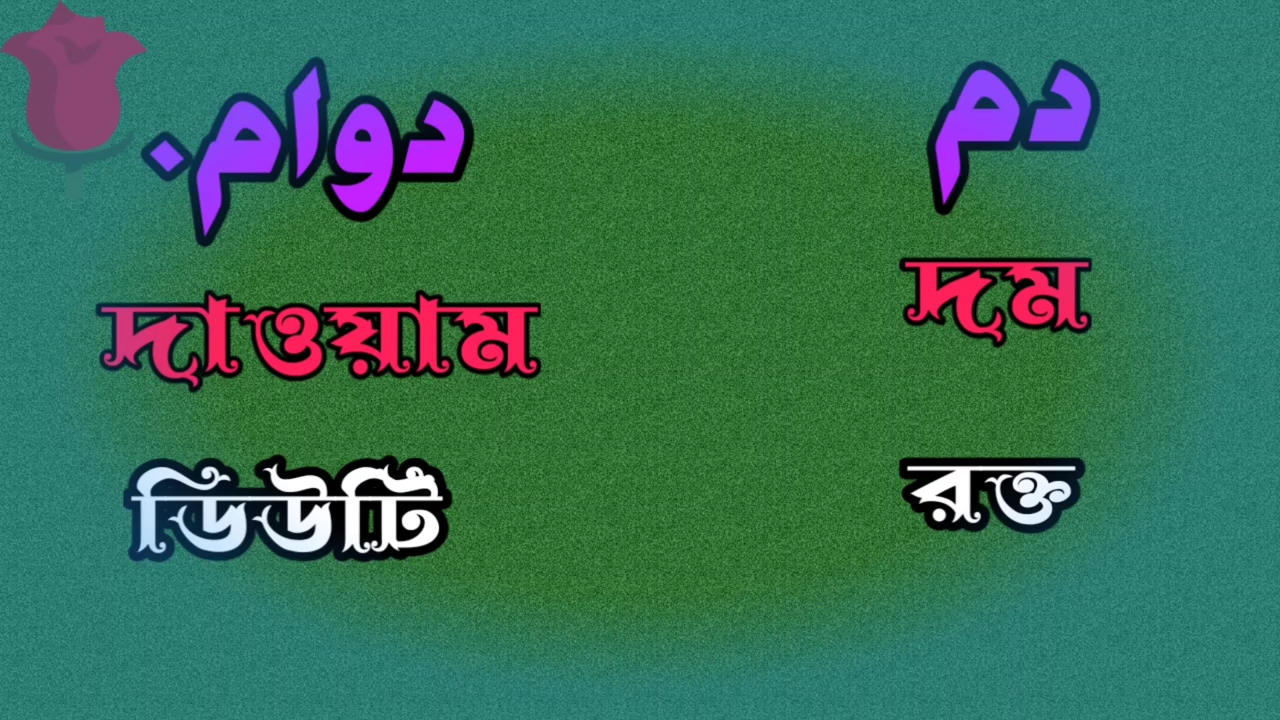 دوام.
دم
দাওয়াম
দম
ডিউটি
রক্ত